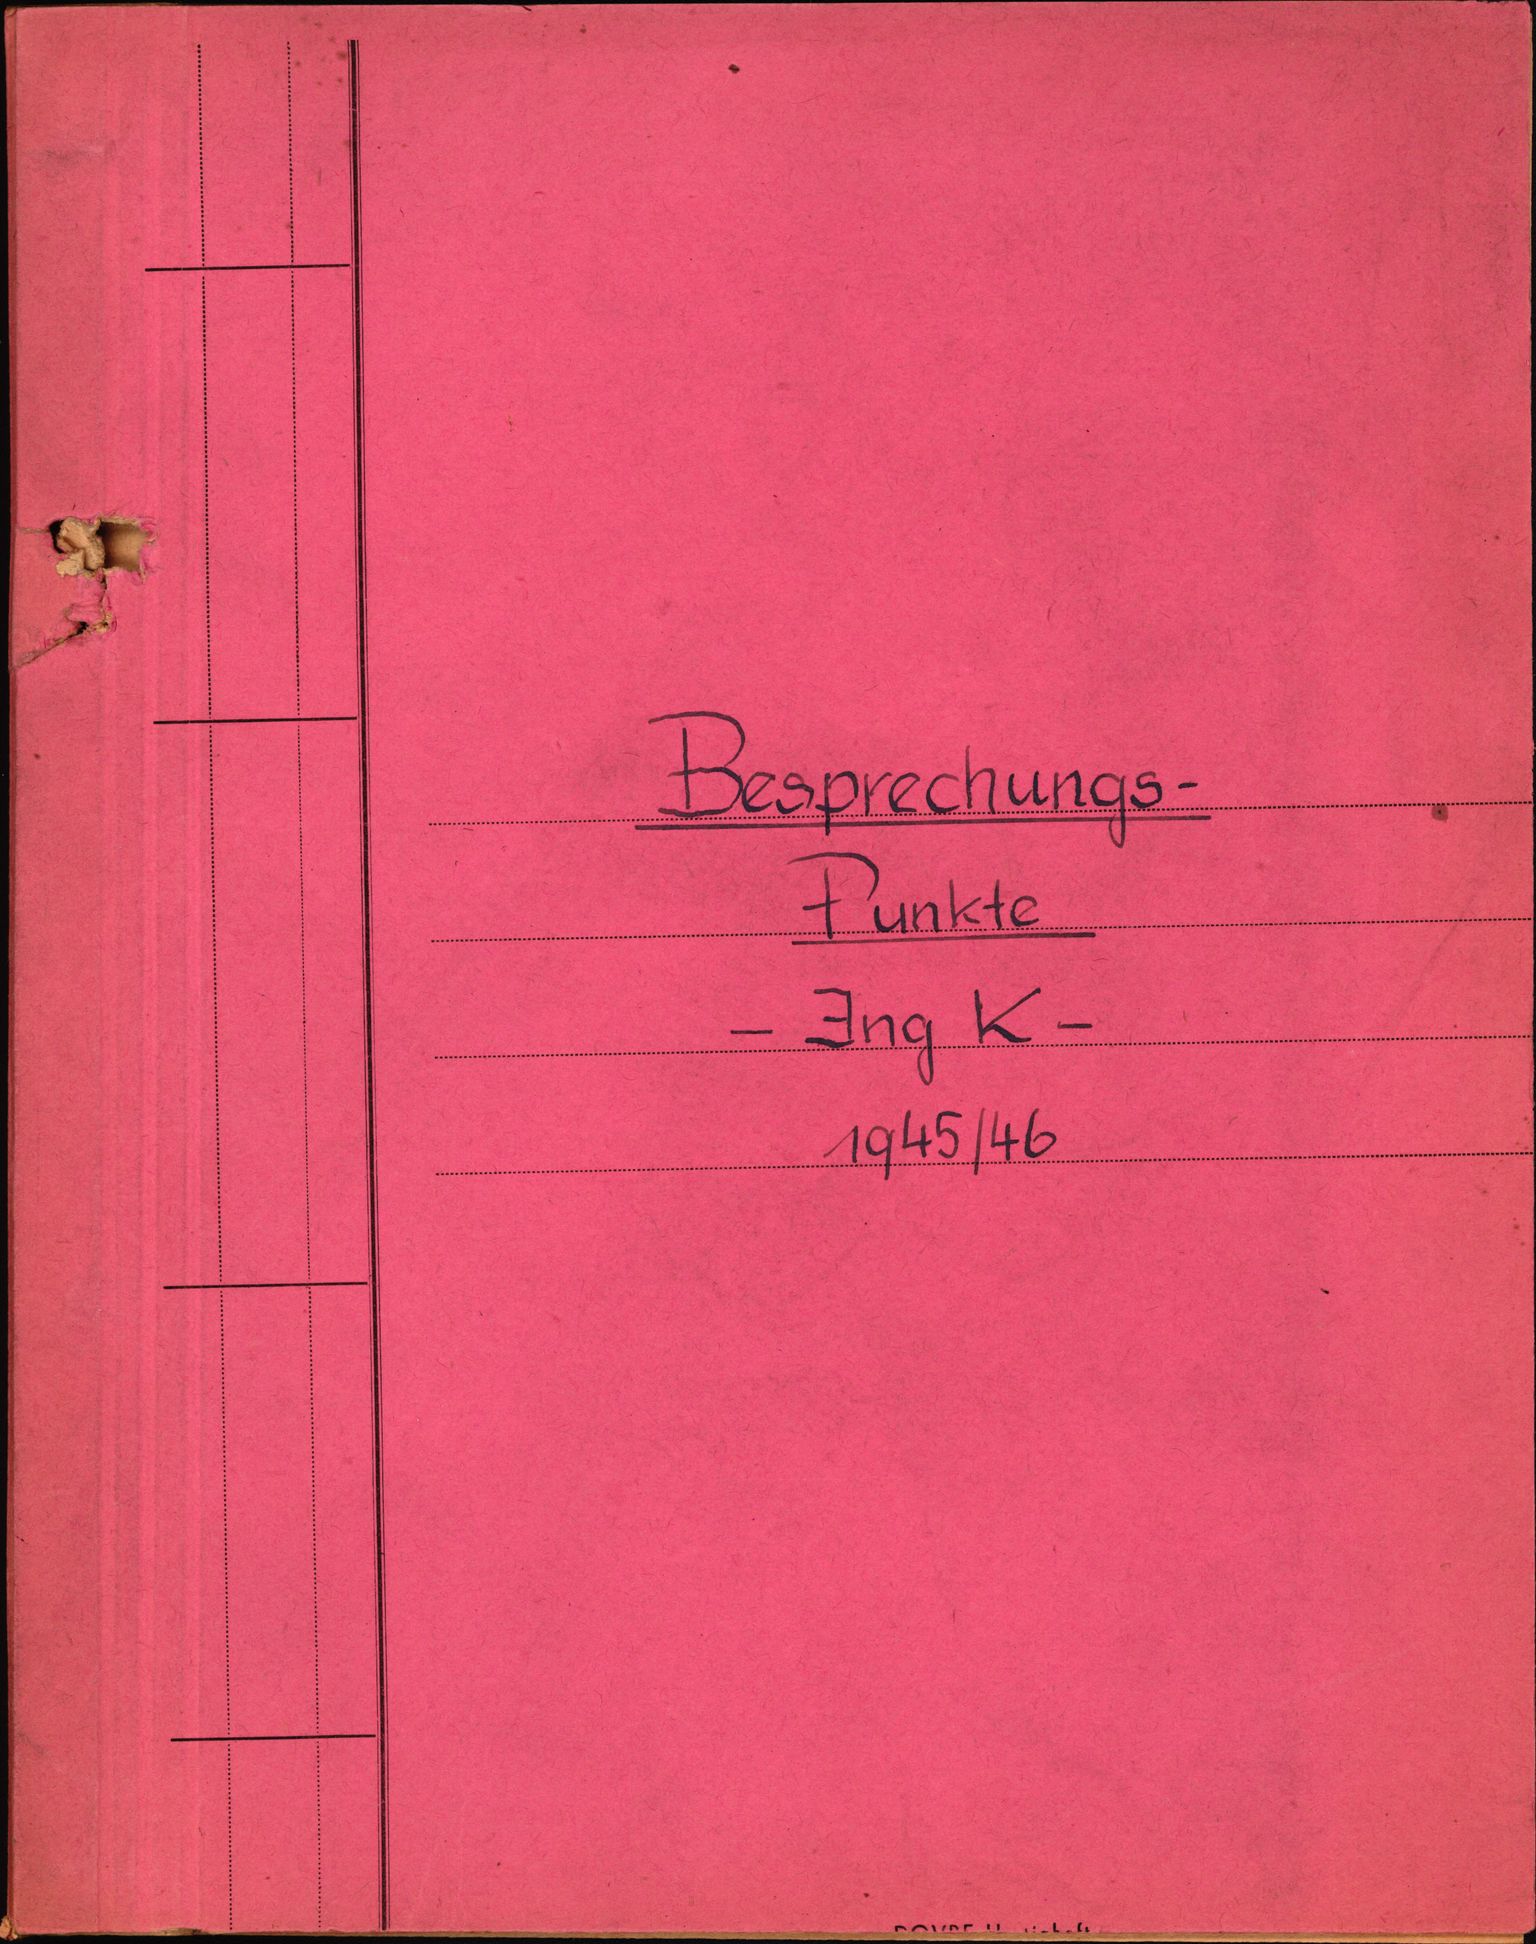 Besprechungs-
Punkte
- Ing K -
1945/46